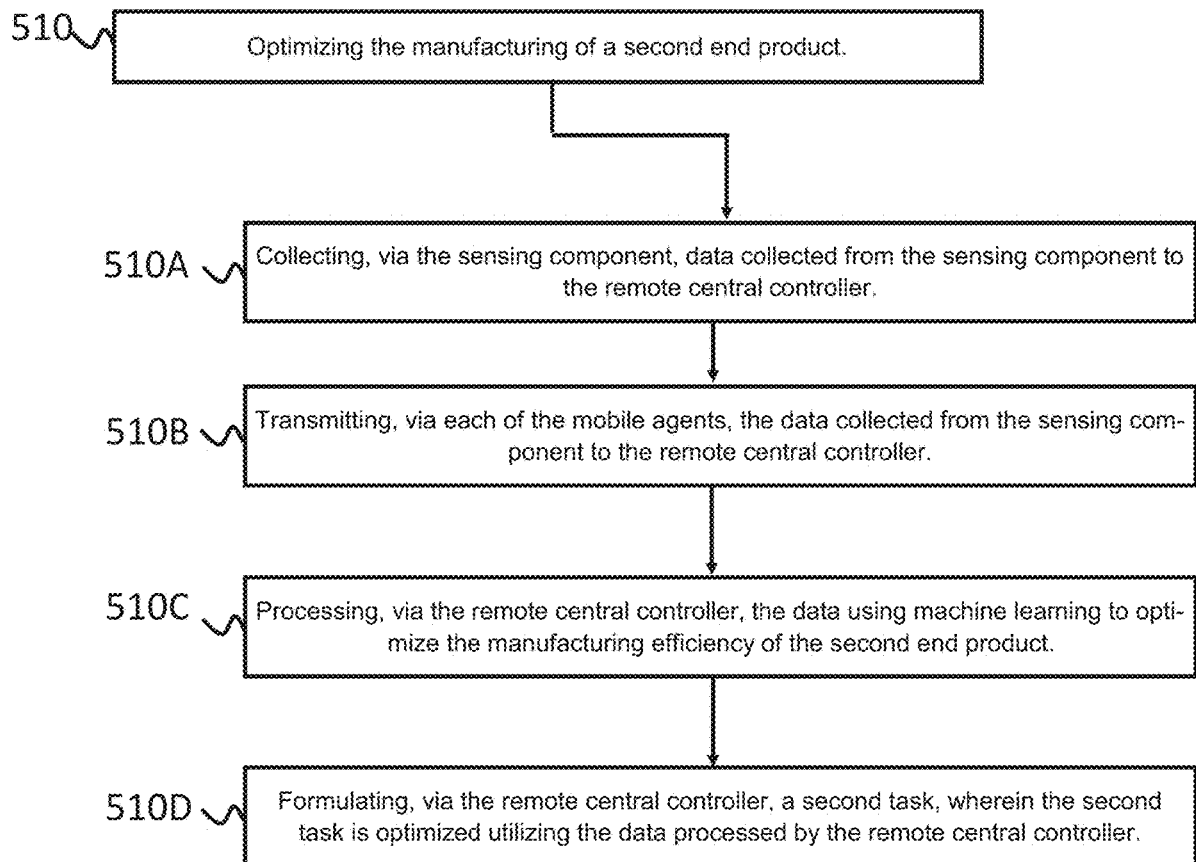 510
Optimizing the manufacturing of a second end product.
510A
Collecting, via the sensing component, data collected from the sensing component to
the remote central controller.
510B
Transmitting, via each of the mobile agents, the data collected from the sensing com-
ponent to the remote central controller.
510C
Processing, via the remote central controller, the data using machine learning to opti-
mize the manufacturing efficiency of the second end product.
510D
Formulating, via the remote central controller, a second task, wherein the second
task is optimized utilizing the data processed by the remote central controller.